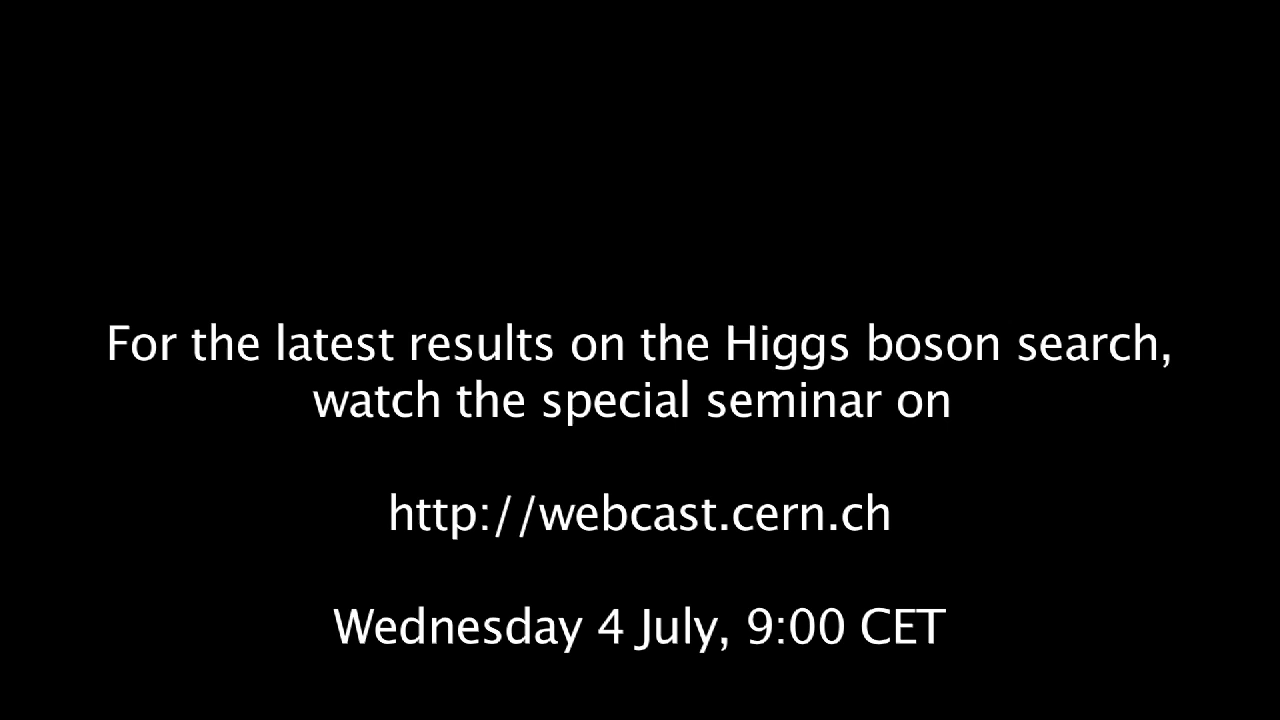 For the latest results on the Higgs boson search,
watch the special seminar on
http://webcast.cern.ch
Wednesday 4 July, 9:00 CET